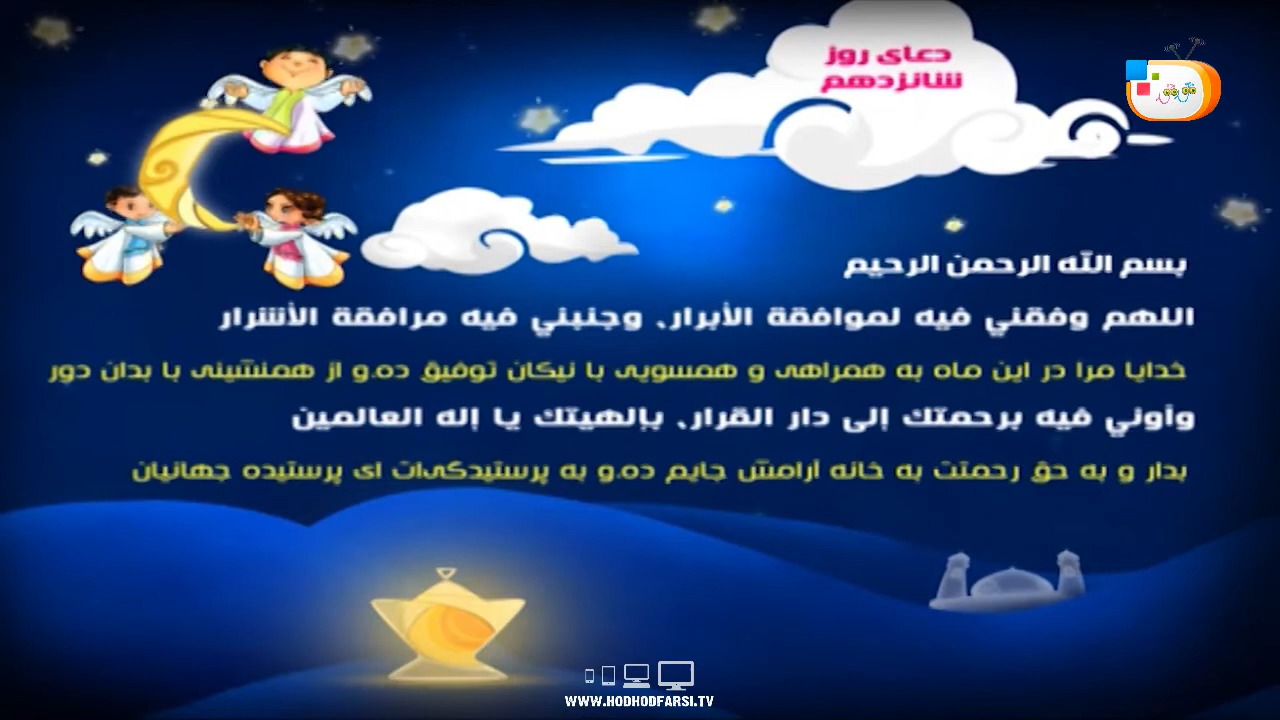 دعای روز
شانزدهم
بسم الله الرحمن الرحيم
اللهم وفقني فيه لموافقة الأبرار، وجنبني فيه مرافقة الأشرار
خدایا مرا در این ماه به همراهی و همسویی با نیکان توفیق ده.و از همنشینی با بدان دور
وآوني فيه برحمتك إلى دار القرار، بإلهيتك يا إله العالمين
بدار و به حق رحمتت به خانه آرامش جایم ده.و به پرستیدگی‌ات ای پرستیده جهانیان
WWW.HODHODFARSI.TV